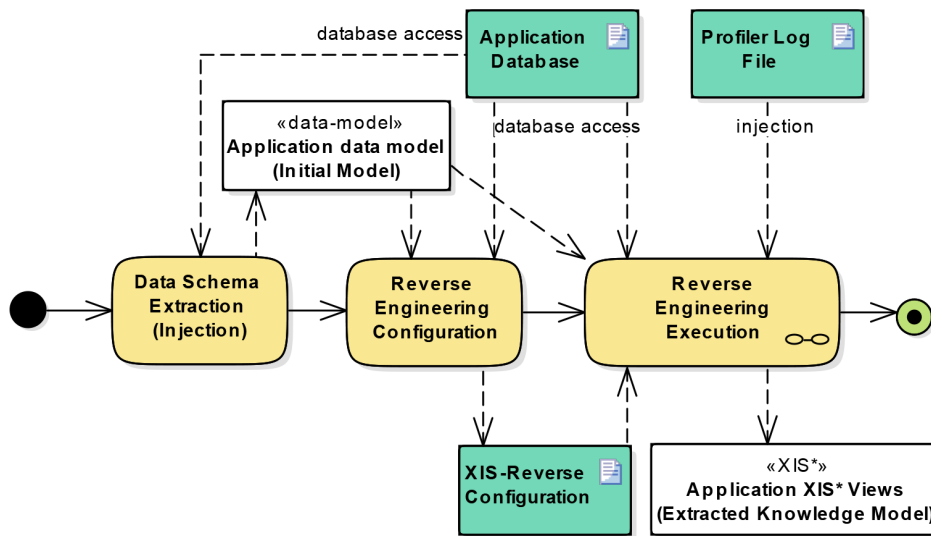 database access
Application
Database
Profiler Log
File
«data-model»
Application data model
(Initial Model)
database access
injection
Data Schema
Extraction
(Injection)
Reverse
Engineering
Configuration
Reverse
Engineering
Execution
XIS-Reverse
Configuration
«XIS*»
Application XIS* Views
(Extracted Knowledge Model)